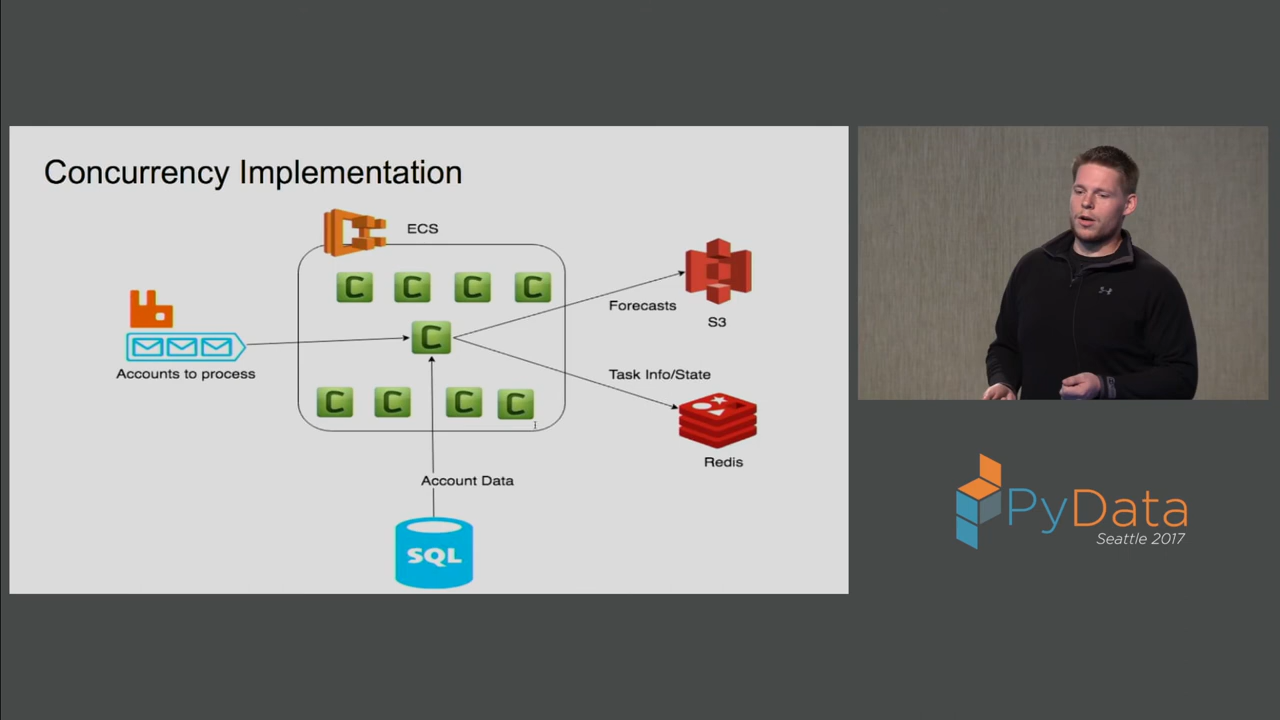 Concurrency Implementation
ECS
C C C C
Forecasts
S3
C
Accounts to process
Task Info/State
C C C C
Redis
Account Data
SQL
PyData
Seattle 2017